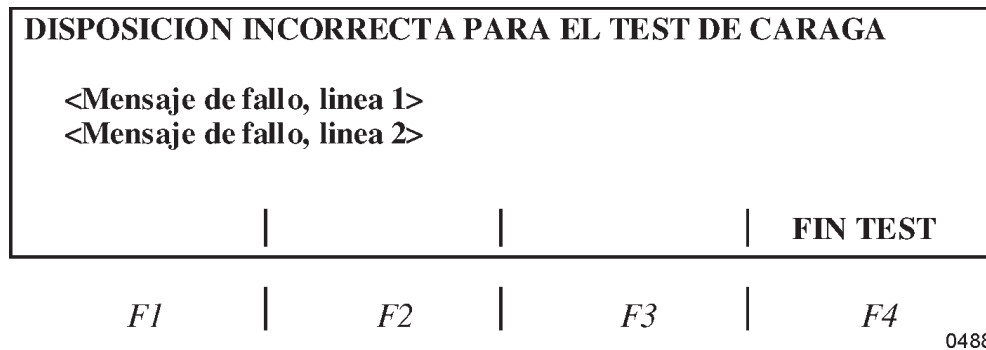 DISPOSICION INCORRECTA PARA EL TEST DE CARAGA
<Mensaje de fallo, linea 1>
<Mensaje de fallo, linea 2>
FIN TEST
F1 F2 F3 F4
0488